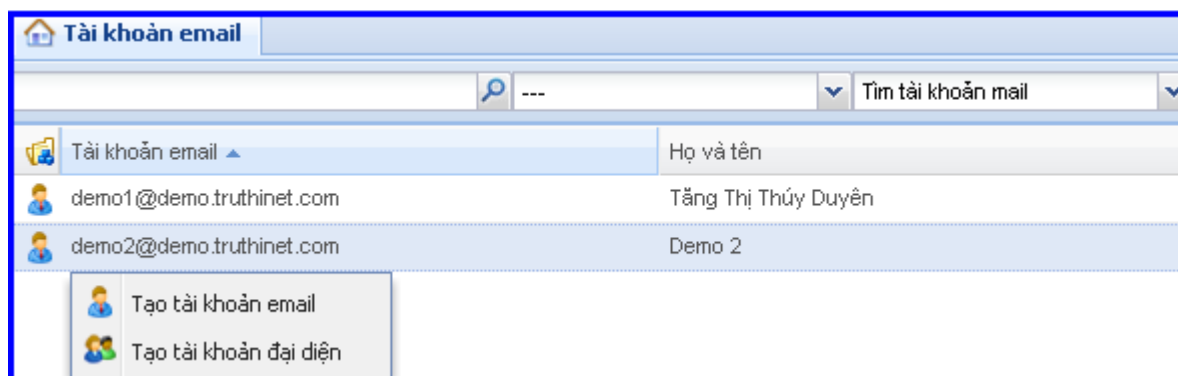 Tài khoản email
--- Tìm tài khoản mail
Tài khoản email Họ và tên
demo1@demo.truthinet.com Tăng Thị Thúy Duyên
demo2@demo.truthinet.com Demo 2
Tạo tài khoản email
Tạo tài khoản đại diện